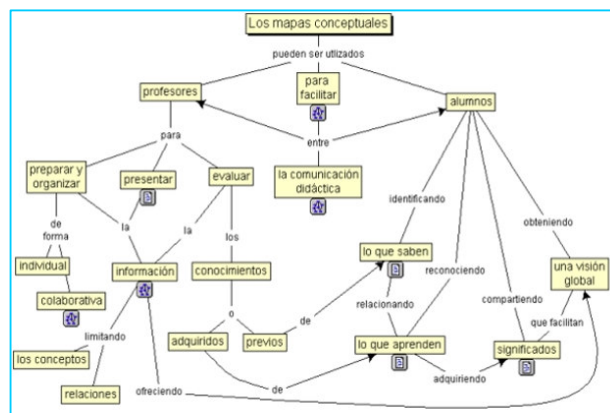 Los mapas conceptuales
pueden ser utlizados
profesores
para
facilitar
alumnos
para
entre
preparar y
organizar
presentar
evaluar
la comunicación
didáctica
identificando
obteniendo
de
forma
la
la
los
lo que saben
individual
información
conocimientos
reconociendo
una visión
global
colaborativa
relacionando
compartiendo
limitando
o
de
que facilitan
los conceptos
adquiridos
previos
lo que aprenden
significados
relaciones
ofreciendo
de
adquiriendo